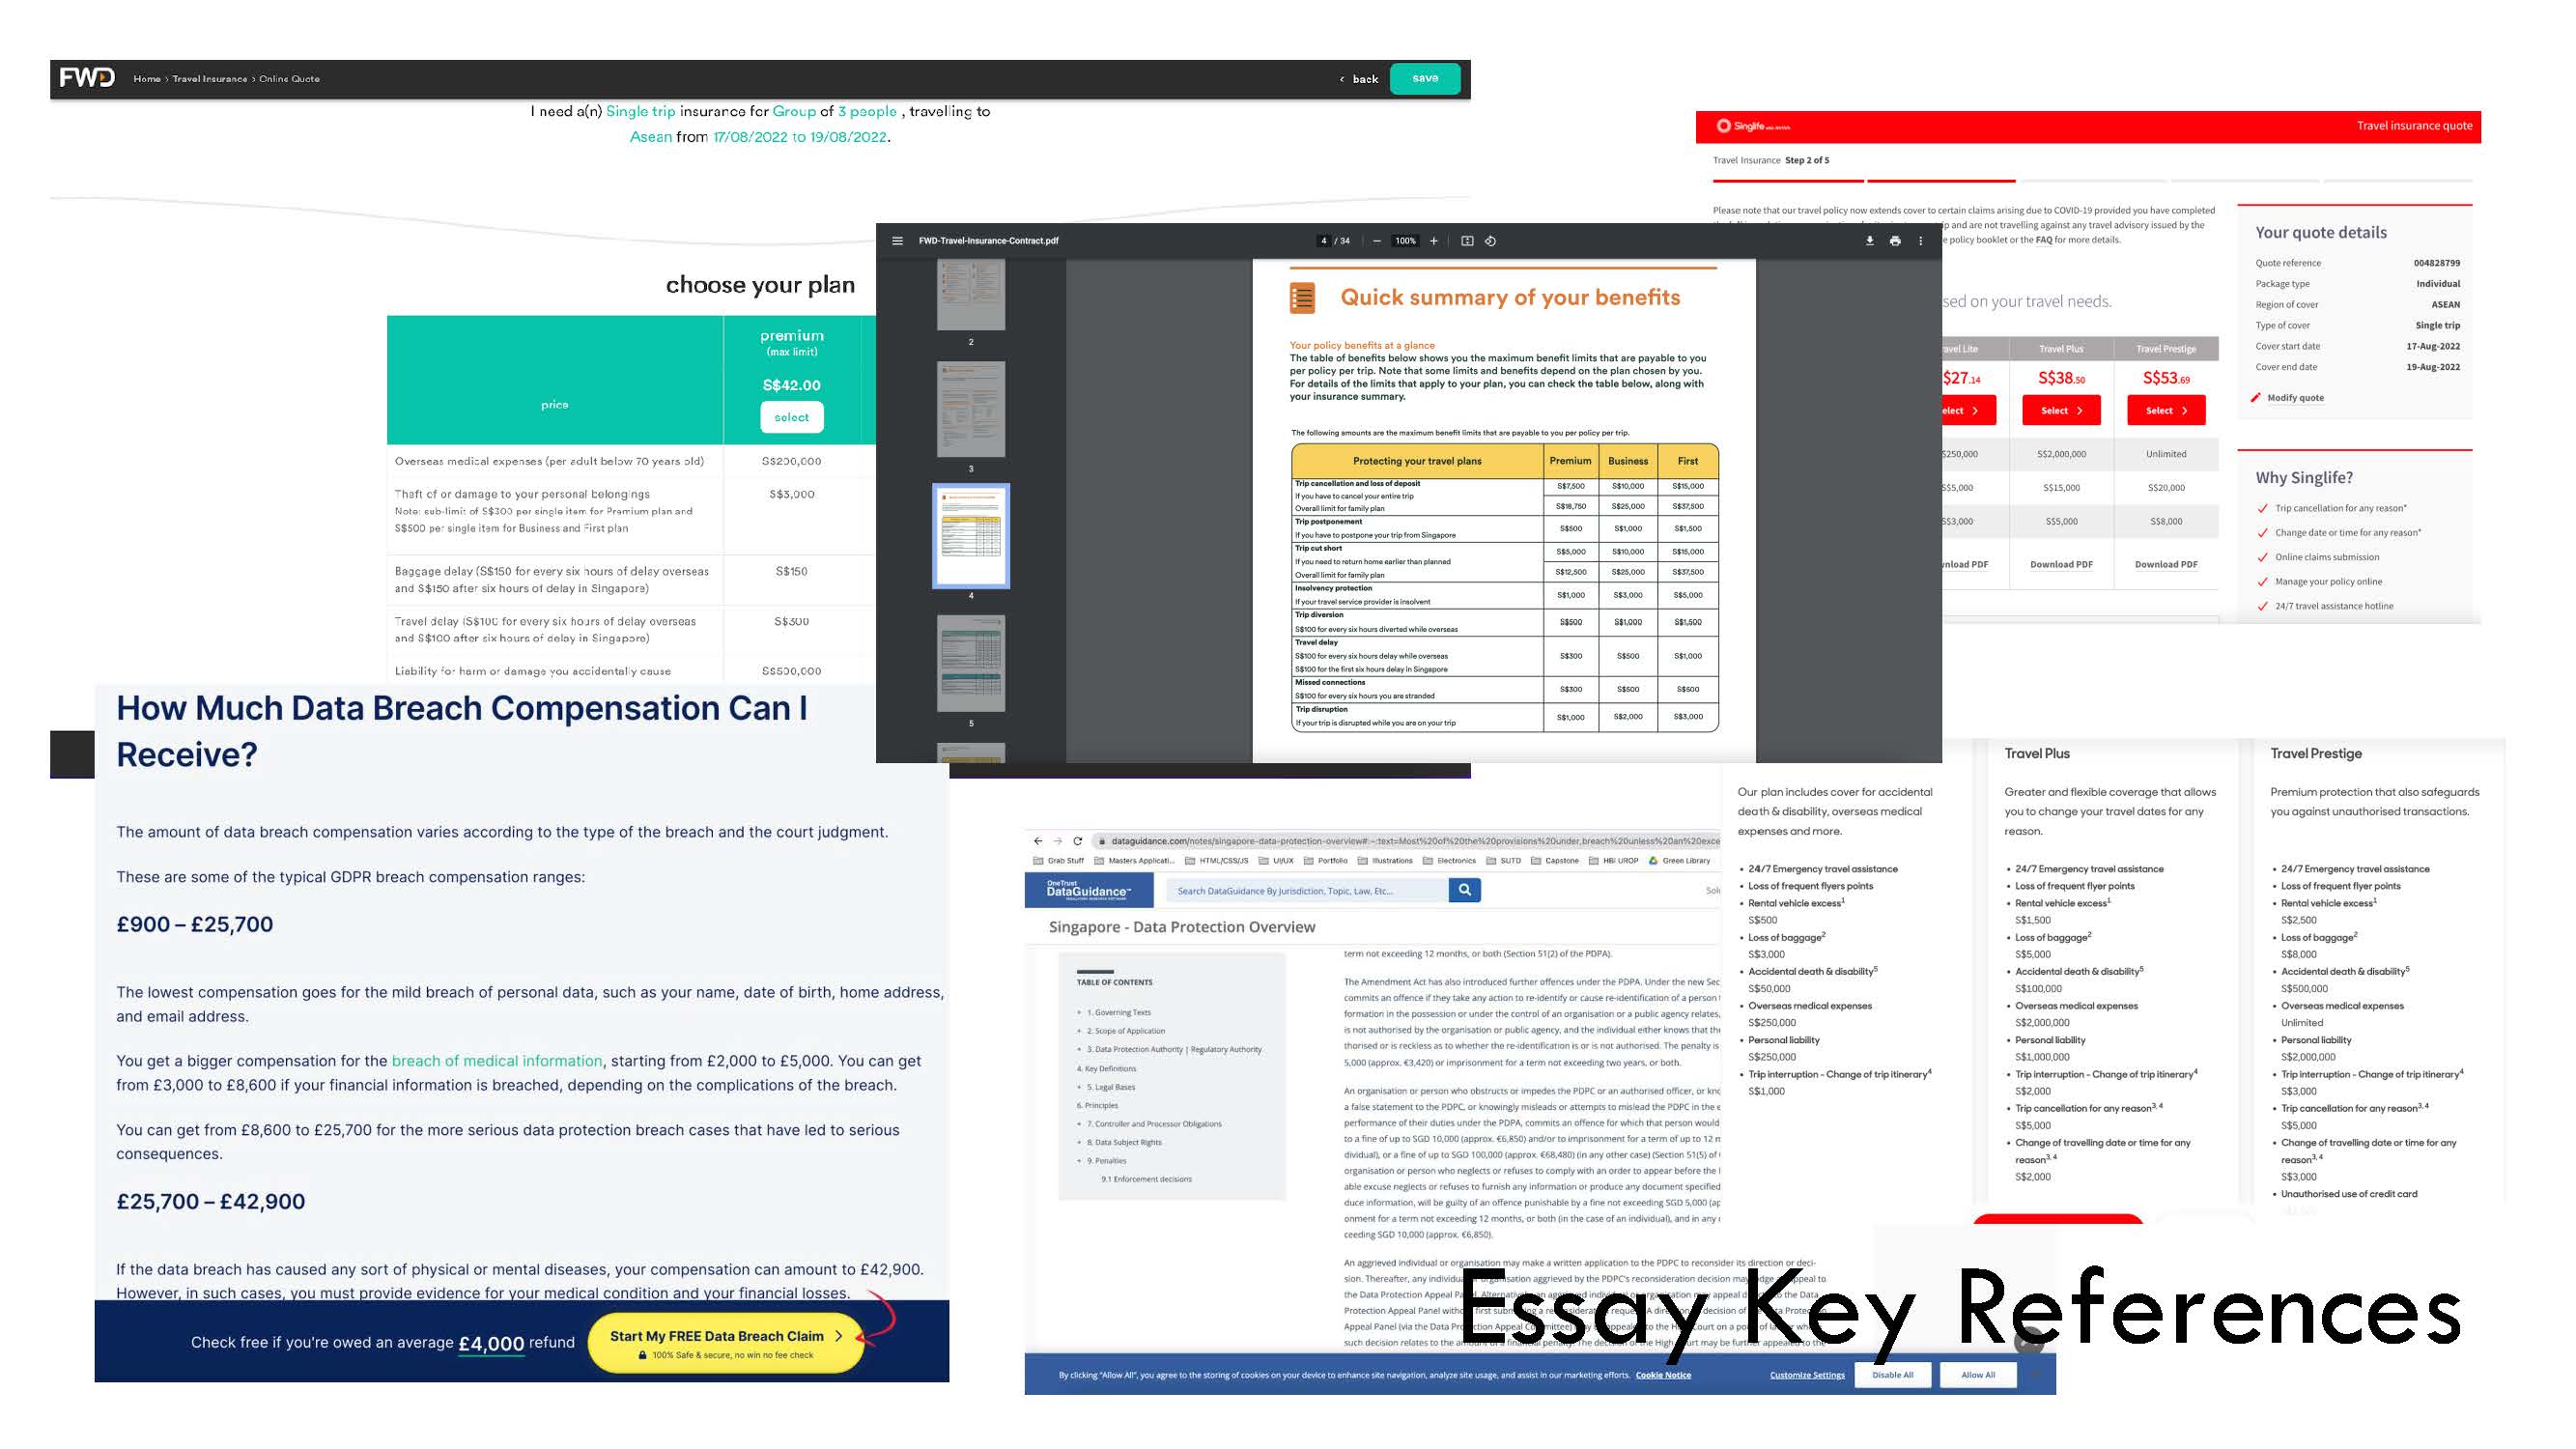 FWD Home > Travel Insurance > Online Quote < back save
I need a(n) Single trip insurance for Group of 3 people , travelling to
Asean from 17/08/2022 to 19/08/2022.
choose your plan
price
premium
(max limit)
S$42.00
select
Overseas medical expenses (per adult below 70 years old) S$200,000
Theft of or damage to your personal belongings S$3,000
Note: sub-limit of S$300 per single item for Premium plan and
S$500 per single item for Business and First plan
Baggage delay (S$150 for every six hours of delay overseas S$150
and S$150 after six hours of delay in Singapore)
Travel delay (S$100 for every six hours of delay overseas S$300
and S$100 after six hours of delay in Singapore)
Liability for harm or damage you accidentally cause S$500,000
FWD-Travel-Insurance-Contract.pdf 4 / 34 − 100% +
2
3
4
5
Quick summary of your benefits
Your policy benefits at a glance
The table of benefits below shows you the maximum benefit limits that are payable to you
per policy per trip. Note that some limits and benefits depend on the plan chosen by you.
For details of the limits that apply to your plan, you can check the table below, along with
your insurance summary.
The following amounts are the maximum benefit limits that are payable to you per policy per trip.
Protecting your travel plans Premium Business First
Trip cancellation and loss of deposit
If you have to cancel your entire trip S$7,500 S$10,000 S$15,000
Overall limit for family plan S$18,750 S$25,000 S$37,500
Trip postponement
If you have to postpone your trip from Singapore S$500 S$1,000 S$1,500
Trip cut short
If you need to return home earlier than planned S$5,000 S$10,000 S$15,000
Overall limit for family plan S$12,500 S$25,000 S$37,500
Insolvency protection
If your travel service provider is insolvent S$1,000 S$3,000 S$5,000
Trip diversion
S$100 for every six hours diverted while overseas S$500 S$1,000 S$1,500
Travel delay
S$100 for every six hours delay while overseas S$300 S$500 S$1,000
S$100 for the first six hours delay in Singapore
Missed connections
S$100 for every six hours you are stranded S$300 S$500 S$500
Trip disruption
If your trip is disrupted while you are on your trip S$1,000 S$2,000 S$3,000
Singlife Travel insurance quote
Travel Insurance Step 2 of 5
Please note that our travel policy now extends cover to certain claims arising due to COVID-19 provided you have completed
p and are not travelling against any travel advisory issued by the
e policy booklet or the FAQ for more details.
sed on your travel needs.
avel Lite Travel Plus Travel Prestige
S$27.14 S$38.50 S$53.69
elect > Select > Select >
$250,000 S$2,000,000 Unlimited
S$5,000 S$15,000 S$20,000
S$3,000 S$5,000 S$8,000
nload PDF Download PDF Download PDF
Your quote details
Quote reference 004828799
Package type Individual
Region of cover ASEAN
Type of cover Single trip
Cover start date 17-Aug-2022
Cover end date 19-Aug-2022
Modify quote
Why Singlife?
Trip cancellation for any reason*
Change date or time for any reason*
Online claims submission
Manage your policy online
24/7 travel assistance hotline
How Much Data Breach Compensation Can I
Receive?
The amount of data breach compensation varies according to the type of the breach and the court judgment.
These are some of the typical GDPR breach compensation ranges:
£900 – £25,700
The lowest compensation goes for the mild breach of personal data, such as your name, date of birth, home address,
and email address.
You get a bigger compensation for the breach of medical information, starting from £2,000 to £5,000. You can get
from £3,000 to £8,600 if your financial information is breached, depending on the complications of the breach.
You can get from £8,600 to £25,700 for the more serious data protection breach cases that have led to serious
consequences.
£25,700 – £42,900
If the data breach has caused any sort of physical or mental diseases, your compensation can amount to £42,900.
However, in such cases, you must provide evidence for your medical condition and your financial losses.
Check free if you're owed an average £4,000 refund
Start My FREE Data Breach Claim >
100% Safe & secure, no win no fee check
dataguidance.com/notes/singapore-data-protection-overview#:~:text=Most%20of%20the%20provisions%20under,breach%20unless%20an%20exce
Grab Stuff Masters Applicati... HTML/CSS/JS UI/UX Portfolio Illustrations Electronics SUTD Capstone HBI UROP Green Library
OneTrust
DataGuidance
Search DataGuidance By Jurisdiction, Topic, Law, Etc... Sol
Singapore - Data Protection Overview
TABLE OF CONTENTS
+ 1. Governing Texts
+ 2. Scope of Application
+ 3. Data Protection Authority | Regulatory Authority
4. Key Definitions
+ 5. Legal Bases
6. Principles
+ 7. Controller and Processor Obligations
+ 8. Data Subject Rights
+ 9. Penalties
9.1 Enforcement decisions
term not exceeding 12 months, or both (Section 51(2) of the PDPA).
The Amendment Act has also introduced further offences under the PDPA. Under the new Sec
commits an offence if they take any action to re-identify or cause re-identification of a person
formation in the possession or under the control of an organisation or a public agency relates,
is not authorised by the organisation or public agency, and the individual either knows that the
thorised or is reckless as to whether the re-identification is or is not authorised. The penalty is
5,000 (approx. €3,420) or imprisonment for a term not exceeding two years, or both.
An organisation or person who obstructs or impedes the PDPC or an authorised officer, or knc
a false statement to the PDPC, or knowingly misleads or attempts to mislead the PDPC in the e
performance of their duties under the PDPA, commits an offence for which that person would
to a fine of up to SGD 10,000 (approx. €6,850) and/or to imprisonment for a term of up to 12 m
dividual), or a fine of up to SGD 100,000 (approx. €68,480) (in any other case) (Section 51(5) of
organisation or person who neglects or refuses to comply with an order to appear before the
able excuse neglects or refuses to furnish any information or produce any document specified
duce information, will be guilty of an offence punishable by a fine not exceeding SGD 5,000 (ap
onment for a term not exceeding 12 months, or both (in the case of an individual), and in any
ceeding SGD 10,000 (approx. €6,850).
An aggrieved individual or organisation may make a written application to the PDPC to reconsider its direction or deci-
sion. Thereafter, any organisation aggrieved by the PDPC's reconsideration decision may appeal to
the Data Protection Appeal
Protection Appeal Panel
Appeal Panel (via the Data
such decision relates to the
By clicking "Allow All", you agree to the storing of cookies on your device to enhance site navigation, analyze site usage, and assist in our marketing efforts. Cookie Notice
Customize Settings Disable All Allow All
Our plan includes cover for accidental
death & disability, overseas medical
expenses and more.
• 24/7 Emergency travel assistance
• Loss of frequent flyers points
• Rental vehicle excess1
S$500
• Loss of baggage2
S$3,000
• Accidental death & disability5
S$50,000
• Overseas medical expenses
S$250,000
• Personal liability
S$250,000
• Trip interruption - Change of trip itinerary4
S$1,000
Travel Plus
Greater and flexible coverage that allows
you to change your travel dates for any
reason.
• 24/7 Emergency travel assistance
• Loss of frequent flyer points
• Rental vehicle excess1
S$1,500
• Loss of baggage2
S$5,000
• Accidental death & disability5
S$100,000
• Overseas medical expenses
S$2,000,000
• Personal liability
S$1,000,000
• Trip interruption - Change of trip itinerary4
S$2,000
• Trip cancellation for any reason3, 4
S$5,000
• Change of travelling date or time for any
reason3, 4
S$2,000
Travel Prestige
Premium protection that also safeguards
you against unauthorised transactions.
• 24/7 Emergency travel assistance
• Loss of frequent flyer points
• Rental vehicle excess1
S$2,500
• Loss of baggage2
S$8,000
• Accidental death & disability5
S$500,000
• Overseas medical expenses
Unlimited
• Personal liability
S$2,000,000
• Trip interruption - Change of trip itinerary4
S$3,000
• Trip cancellation for any reason3, 4
S$5,000
• Change of travelling date or time for any
reason3, 4
S$3,000
• Unauthorised use of credit card
Essay Key References